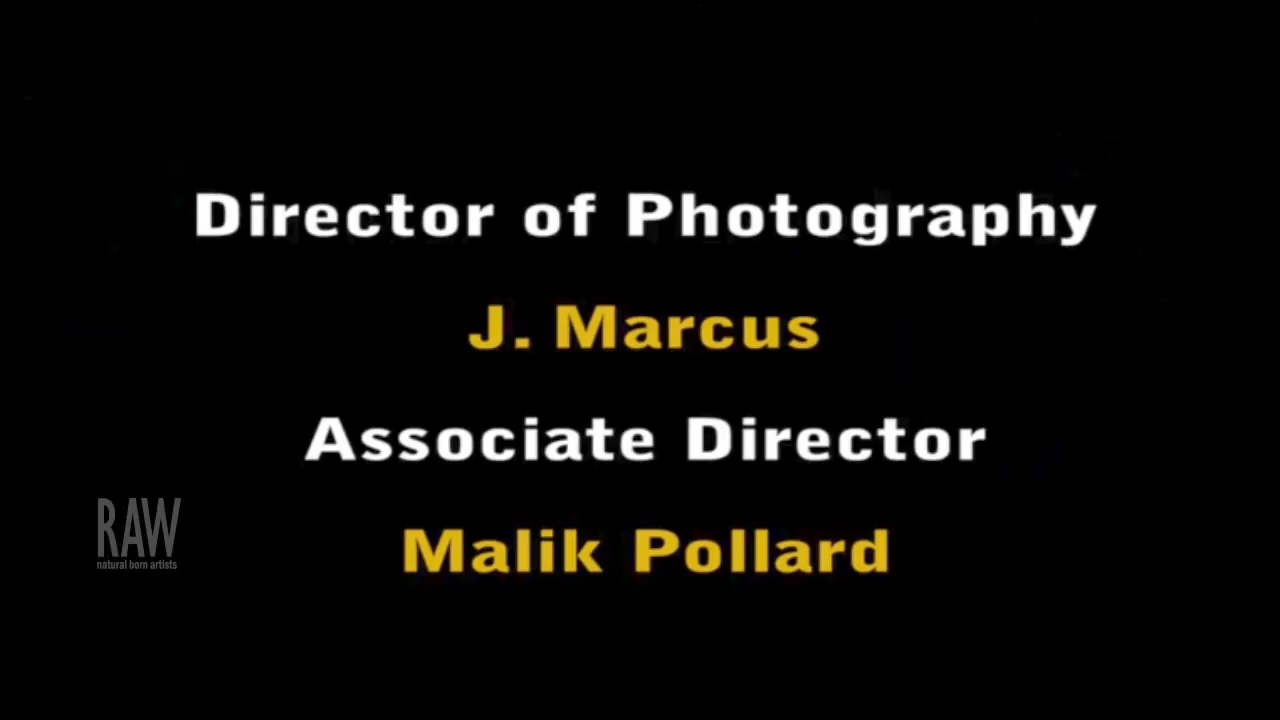 Director of Photography
J. Marcus
Associate Director
Malik Pollard
RAW
natural born artists